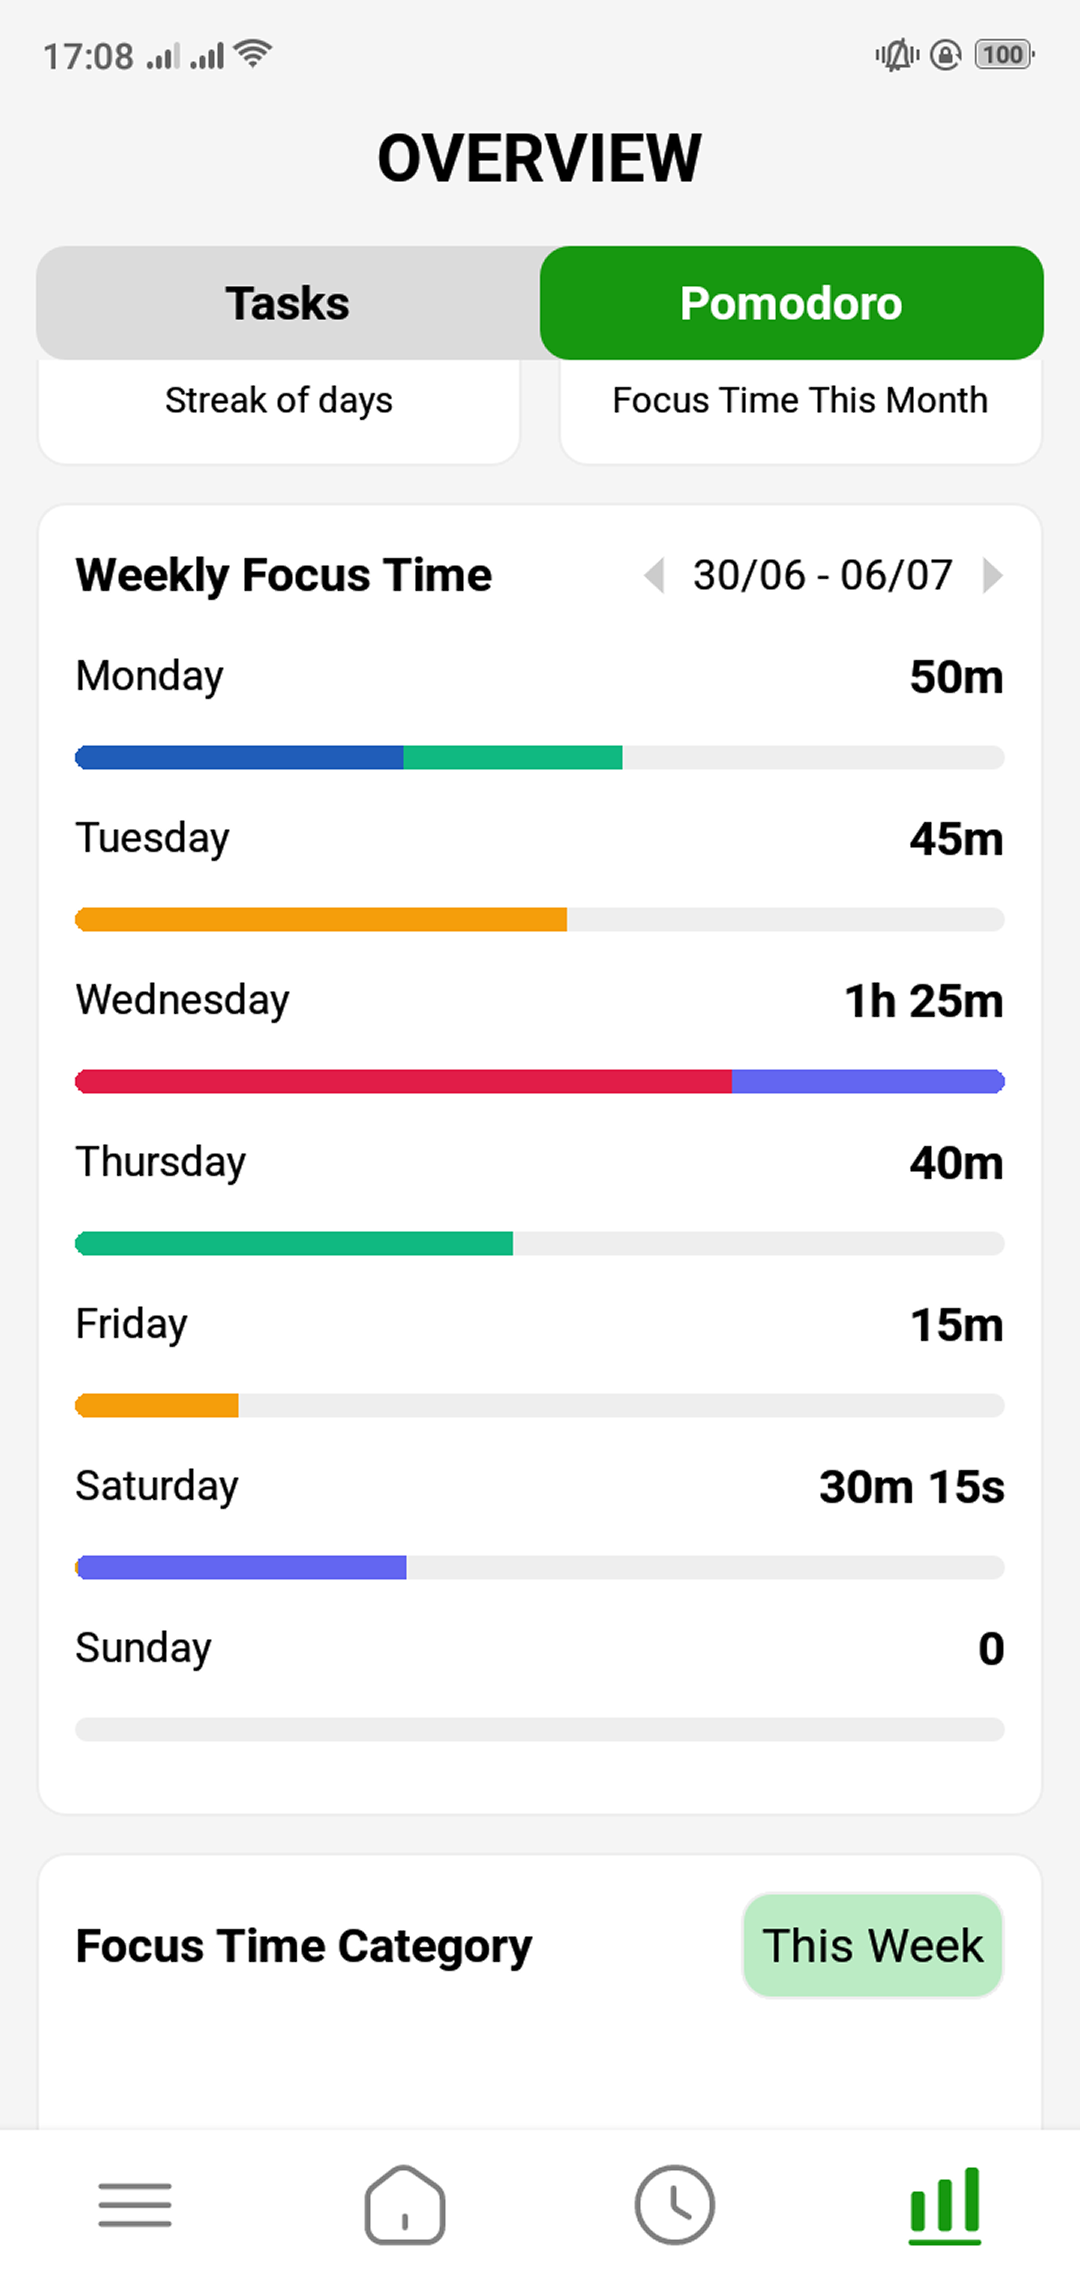 17:08
100
OVERVIEW
Tasks
Pomodoro
Streak of days
Focus Time This Month
Weekly Focus Time
30/06 - 06/07
Monday
50m
Tuesday
45m
Wednesday
1h 25m
Thursday
40m
Friday
15m
Saturday
30m 15s
Sunday
0
Focus Time Category
This Week